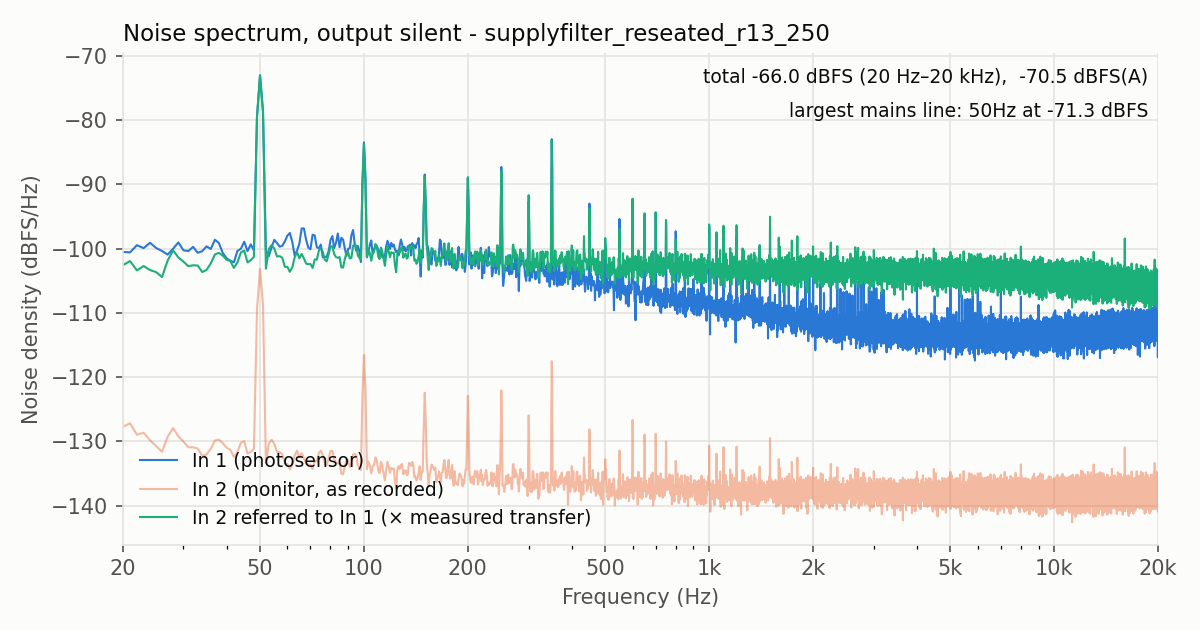 Noise spectrum, output silent - supplyfilter_reseated_r13_250
total -66.0 dBFS (20 Hz–20 kHz),  -70.5 dBFS(A)
largest mains line: 50Hz at -71.3 dBFS
Noise density (dBFS/Hz)
−70
−80
−90
−100
−110
−120
−130
−140
In 1 (photosensor)
In 2 (monitor, as recorded)
In 2 referred to In 1 (× measured transfer)
20 50 100 200 500 1k 2k 5k 10k 20k
Frequency (Hz)